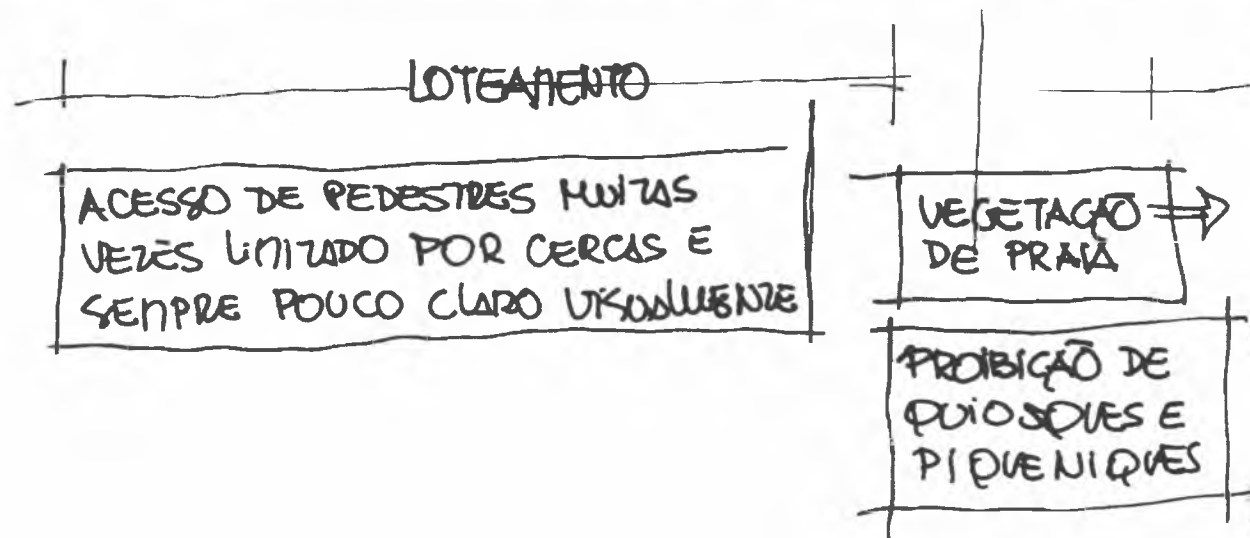 LOTEAMENTO
ACESSO DE PEDESTRES MUITAS
VEZES LIMITADO POR CERCAS E
SEMPRE POUCO CLARO VISUALMENTE
VEGETAÇÃO
DE PRAIA
PROIBIÇÃO DE
QUIOSQUES E
PIQUENIQUES